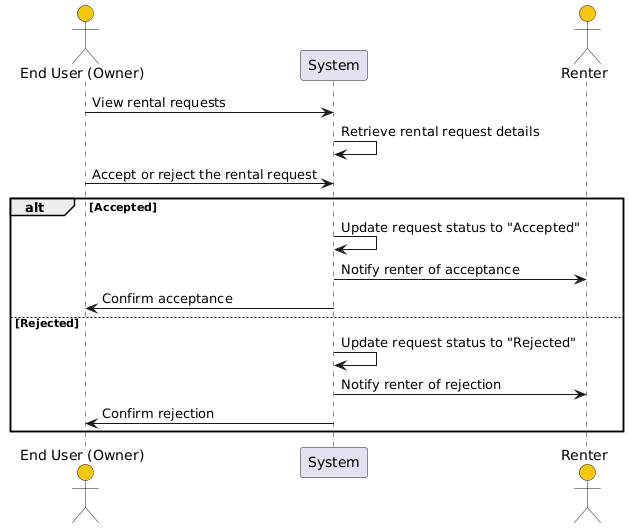 End User (Owner)
System
Renter
View rental requests
Retrieve rental request details
Accept or reject the rental request
alt
[Accepted]
Update request status to "Accepted"
Notify renter of acceptance
Confirm acceptance
[Rejected]
Update request status to "Rejected"
Notify renter of rejection
Confirm rejection
End User (Owner)
System
Renter